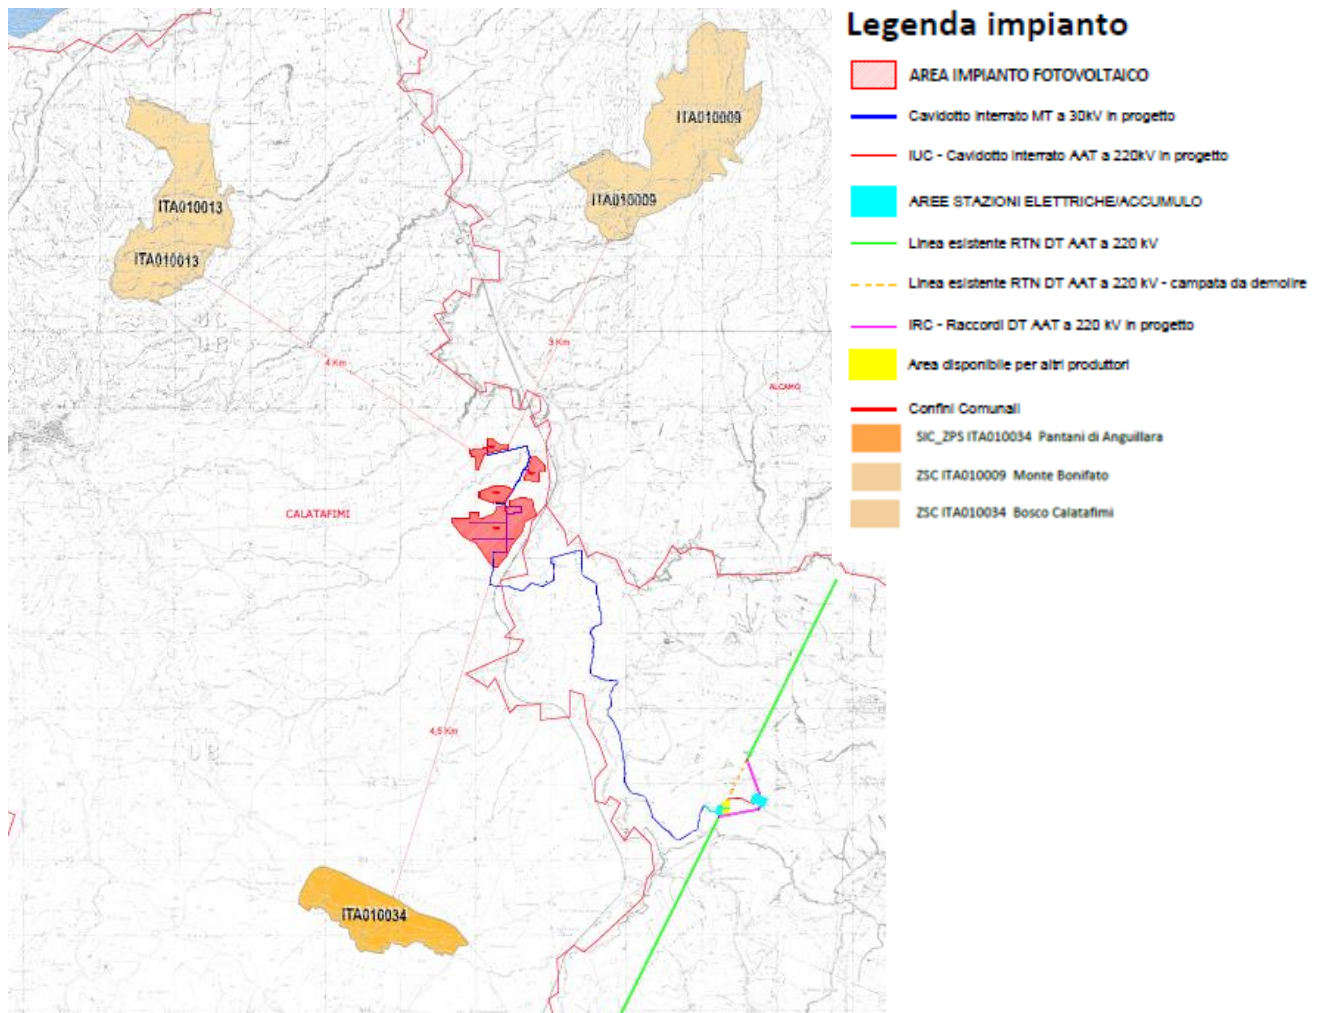 Legenda impianto
AREA IMPIANTO FOTOVOLTAICO
Cavidotto Interrato MT a 30kV in progetto
IUC - Cavidotto Interrato AAT a 220kV in progetto
AREE STAZIONI ELETTRICHE/ACCUMULO
Linea esistente RTN DT AAT a 220 kV
Linea esistente RTN DT AAT a 220 kV - campata da demolire
IRC - Raccordi DT AAT a 220 kV in progetto
Area disponibile per altri produttori
Confini Comunali
SIC_ZPS ITA010034 Pantani di Anguillara
ZSC ITA010009 Monte Bonifato
ZSC ITA010034 Bosco Calatafimi
ITA010009
ITA010009
ITA010013
ITA010013
4 Km
3 Km
ALCAMO
CALATAFIMI
4,5 Km
ITA010034